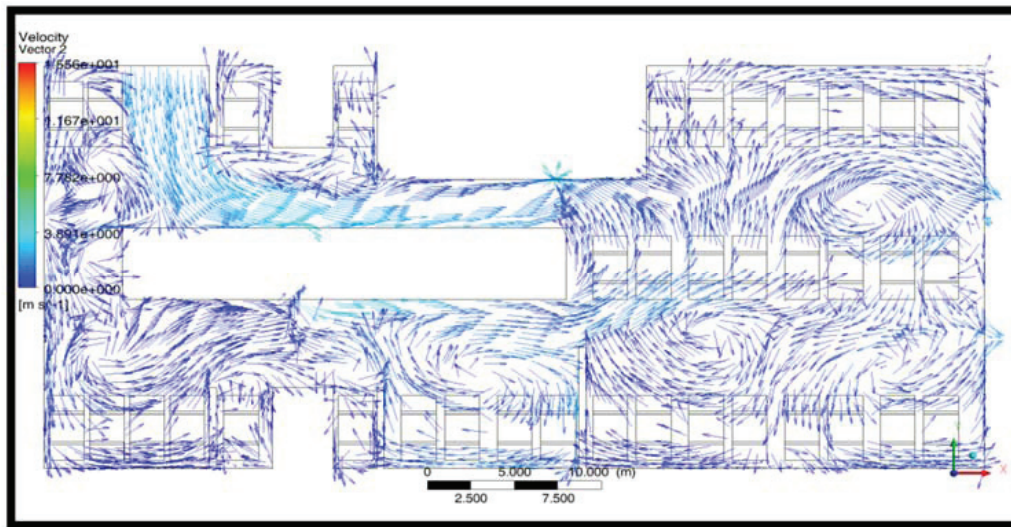 Velocity
Vector 2
1.556e+001
1.167e+001
7.782e+000
3.891e+000
0.000e+000
[m s^-1]
0 5.000 10.000 (m)
2.500 7.500
X